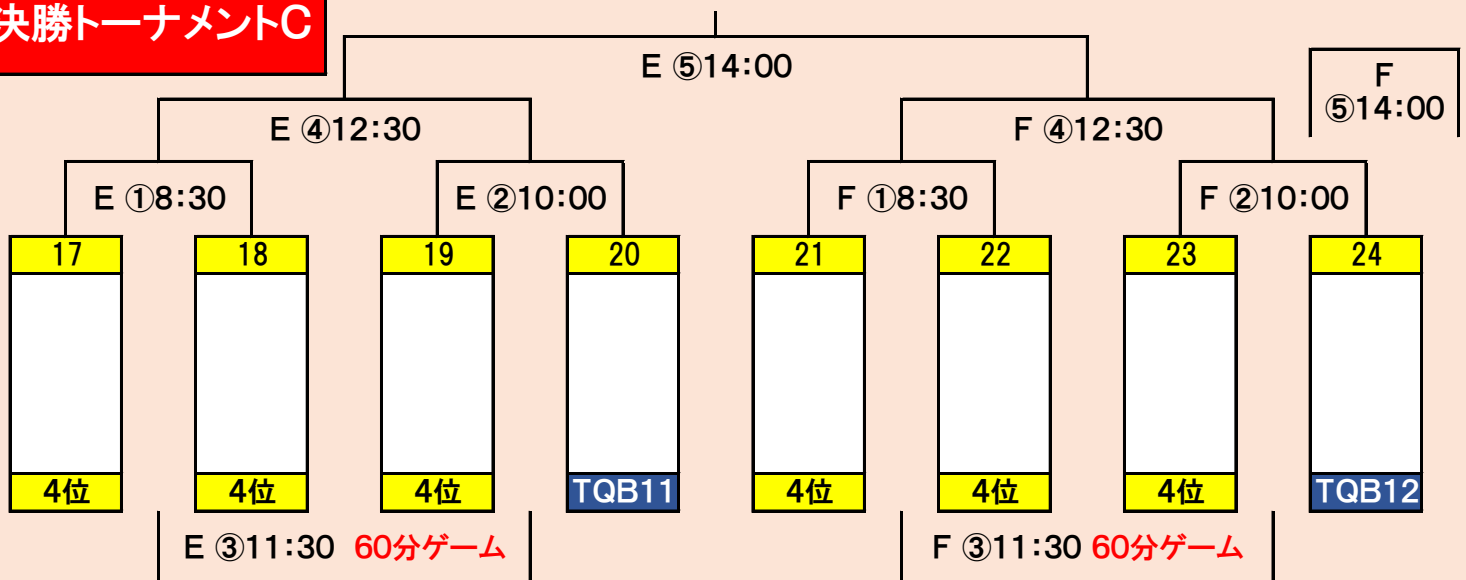 決勝トーナメントC
E ⑤14:00
F
⑤14:00
E ④12:30
F ④12:30
E ①8:30
E ②10:00
F ①8:30
F ②10:00
17
18
19
20
21
22
23
24
4位
4位
4位
TQB11
4位
4位
4位
TQB12
E ③11:30 60分ゲーム
F ③11:30 60分ゲーム